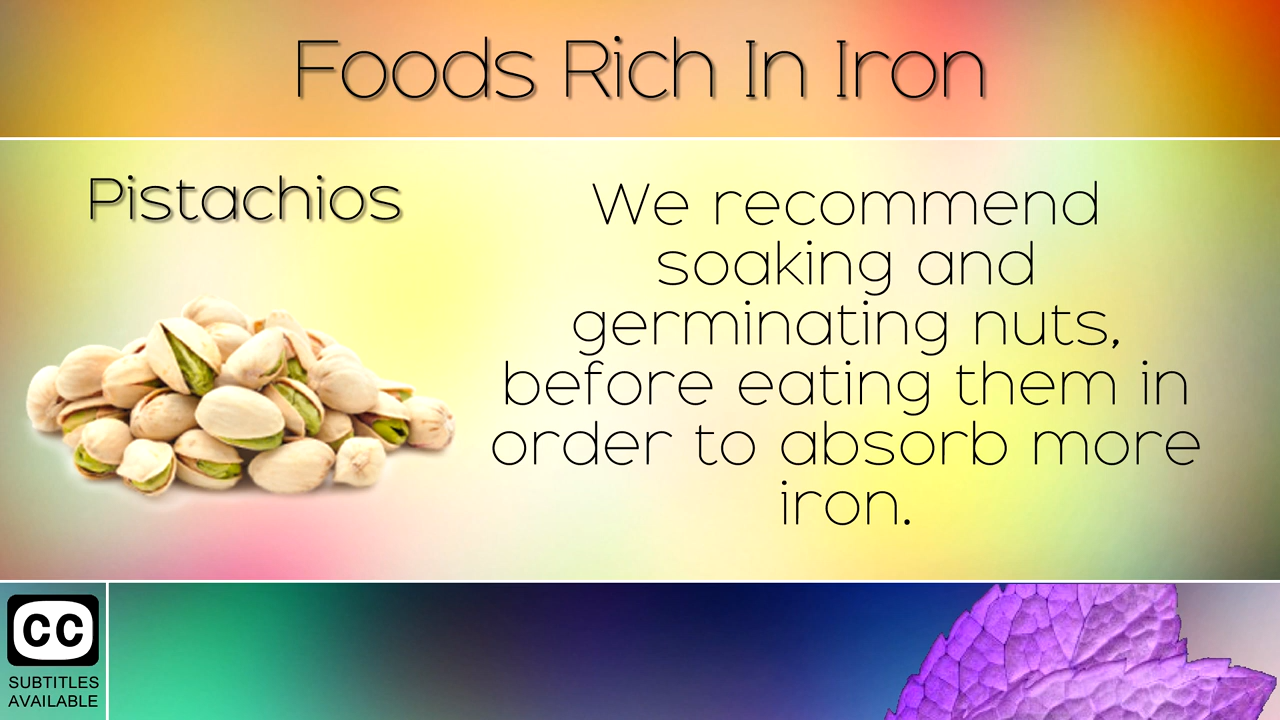 Foods Rich In Iron
Pistachios
We recommend
soaking and
germinating nuts,
before eating them in
order to absorb more
iron.
CC
SUBTITLES
AVAILABLE